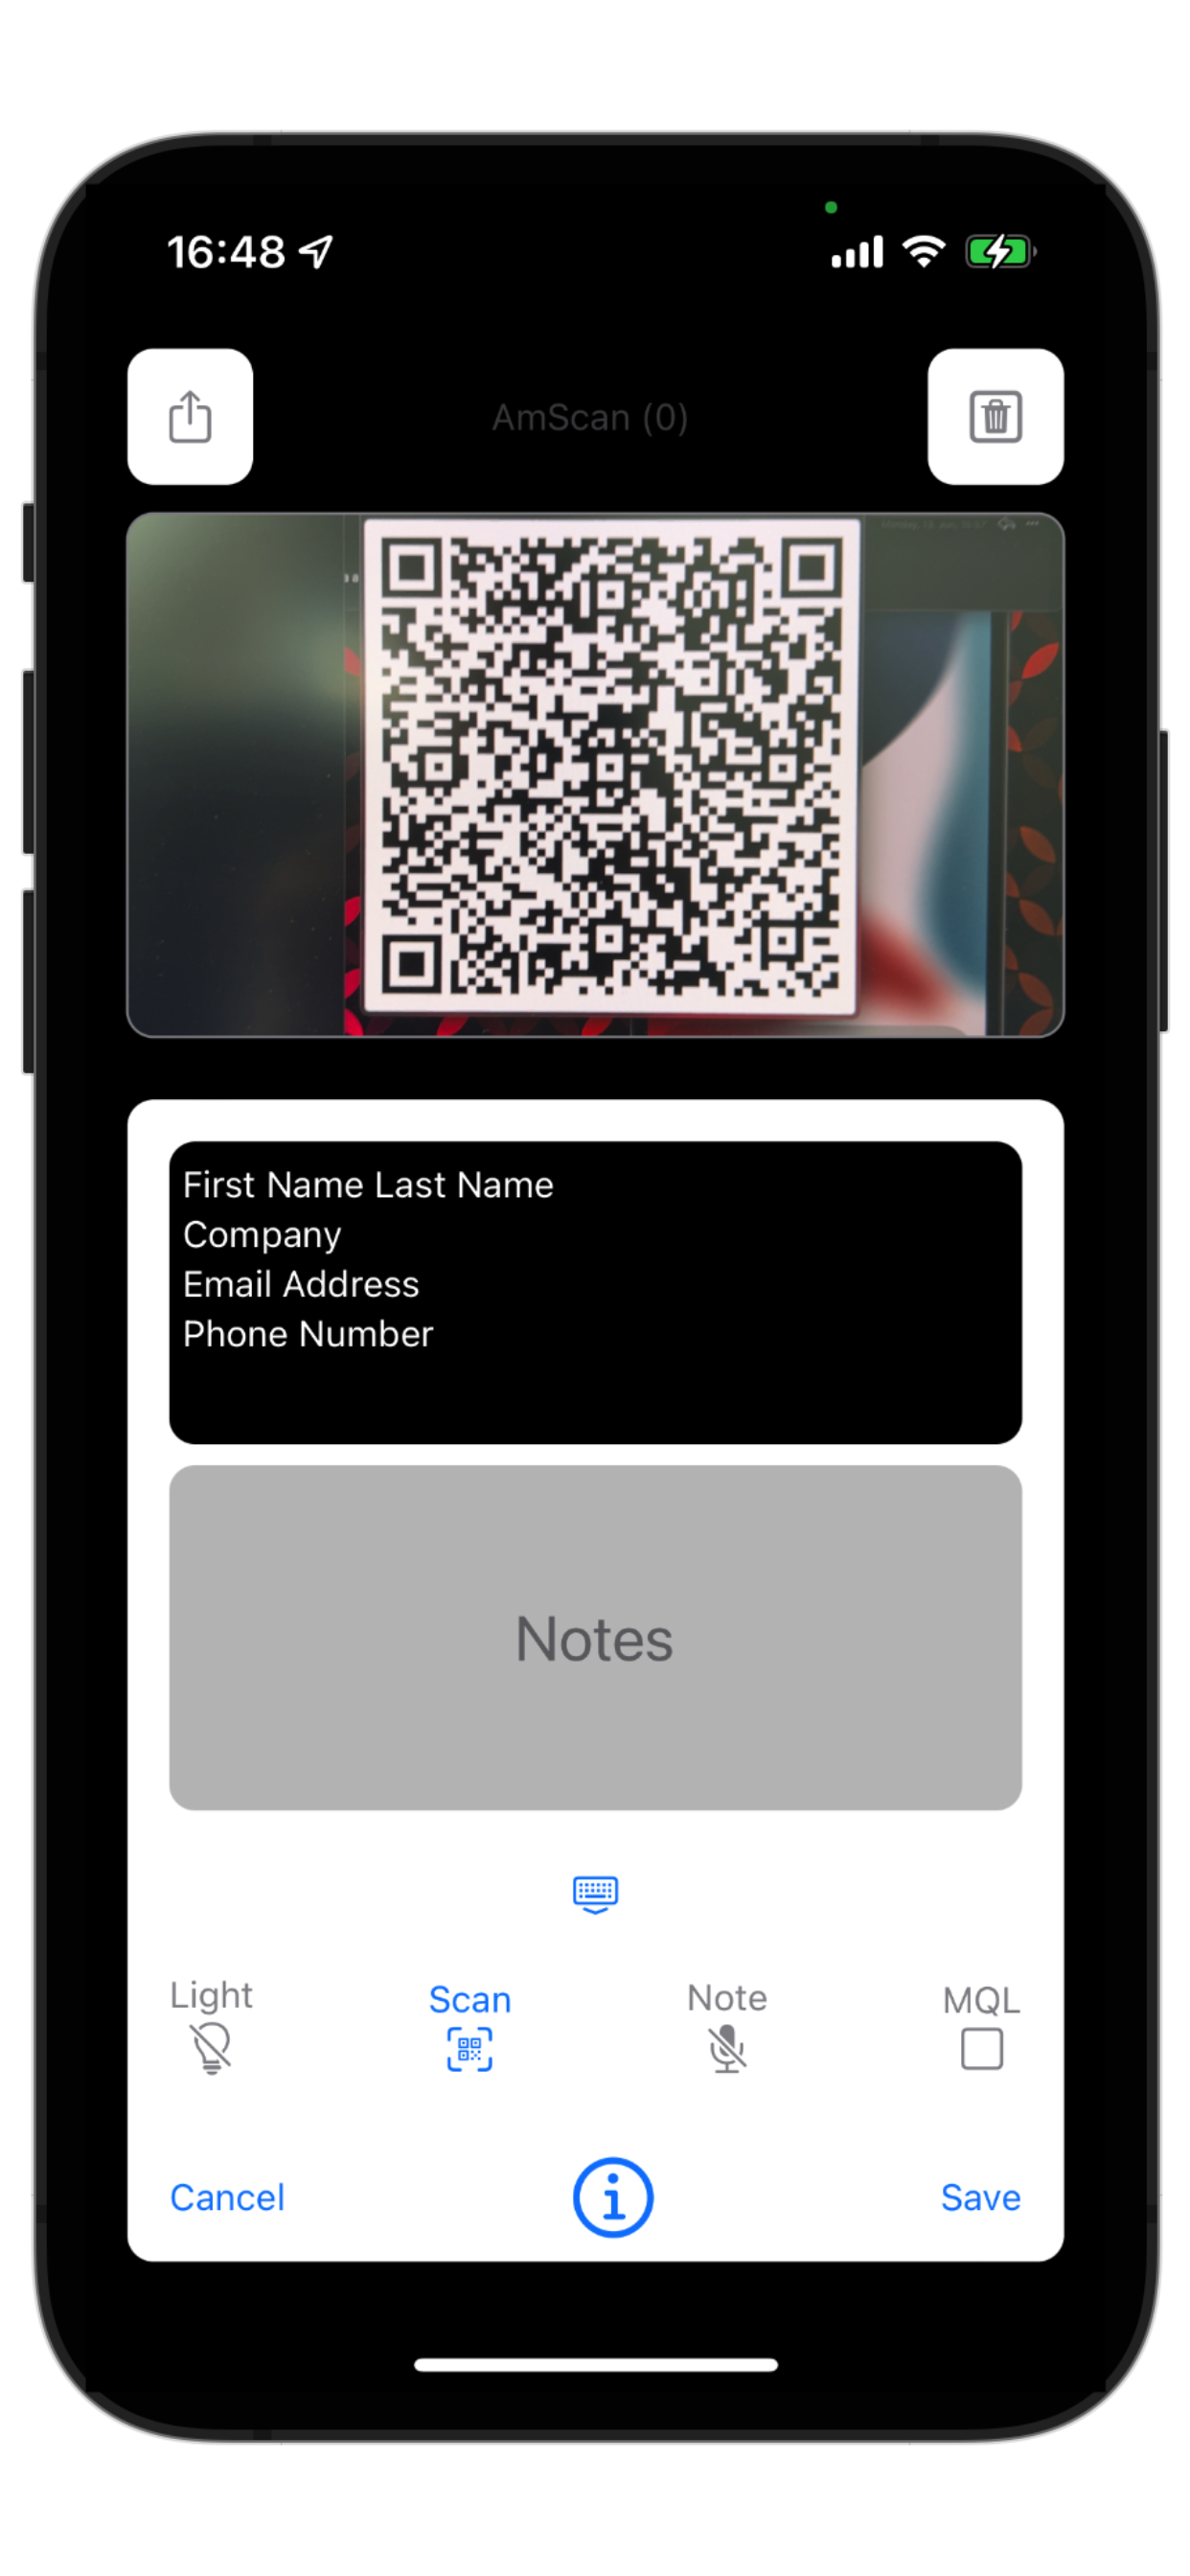 16:48
AmScan (0)
First Name Last Name
Company
Email Address
Phone Number
Notes
Light
Scan
Note
MQL
Cancel
Save